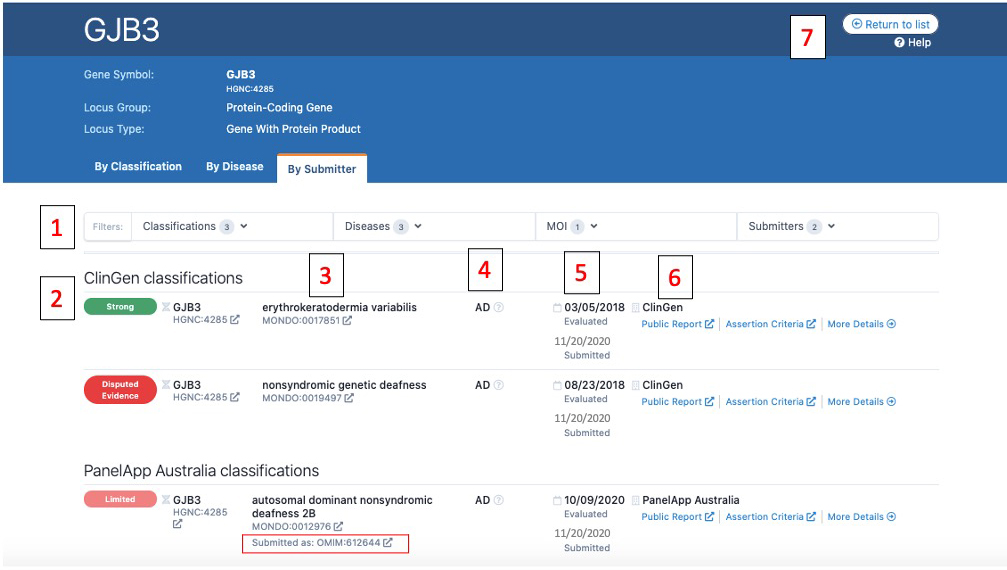 GJB3
7
Return to list
Help
Gene Symbol: GJB3
HGNC:4285
Locus Group: Protein-Coding Gene
Locus Type: Gene With Protein Product
By Classification By Disease By Submitter
1
Filters: Classifications 3 Diseases 3 MOI 1 Submitters 2
ClinGen classifications
2
3
4
5
6
Strong GJB3 erythrokeratodermia variabilis AD 03/05/2018 ClinGen
HGNC:4285 MONDO:0017851 Evaluated Public Report Assertion Criteria More Details
11/20/2020
Submitted
Disputed Evidence GJB3 nonsyndromic genetic deafness AD 08/23/2018 ClinGen
HGNC:4285 MONDO:0019497 Evaluated Public Report Assertion Criteria More Details
11/20/2020
Submitted
PanelApp Australia classifications
Limited GJB3 autosomal dominant nonsyndromic AD 10/09/2020 PanelApp Australia
HGNC:4285 deafness 2B Evaluated Public Report Assertion Criteria More Details
MONDO:0012976 11/20/2020
Submitted as: OMIM:612644 Submitted